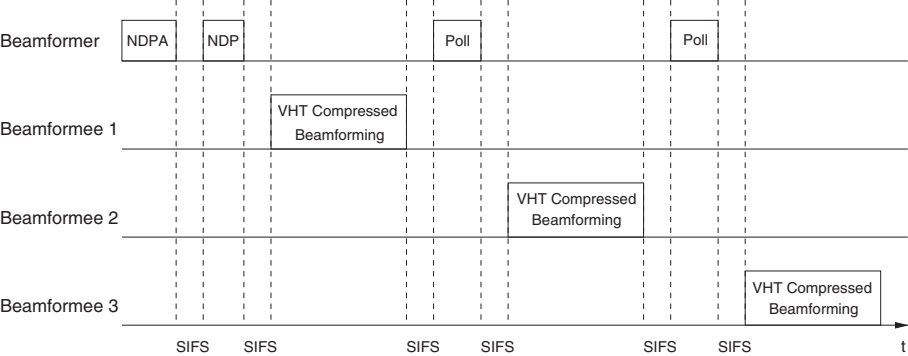 Beamformer NDPA NDP Poll Poll
Beamformee 1 VHT Compressed
Beamforming
Beamformee 2 VHT Compressed
Beamforming
Beamformee 3 VHT Compressed
Beamforming
SIFS SIFS SIFS SIFS SIFS SIFS t